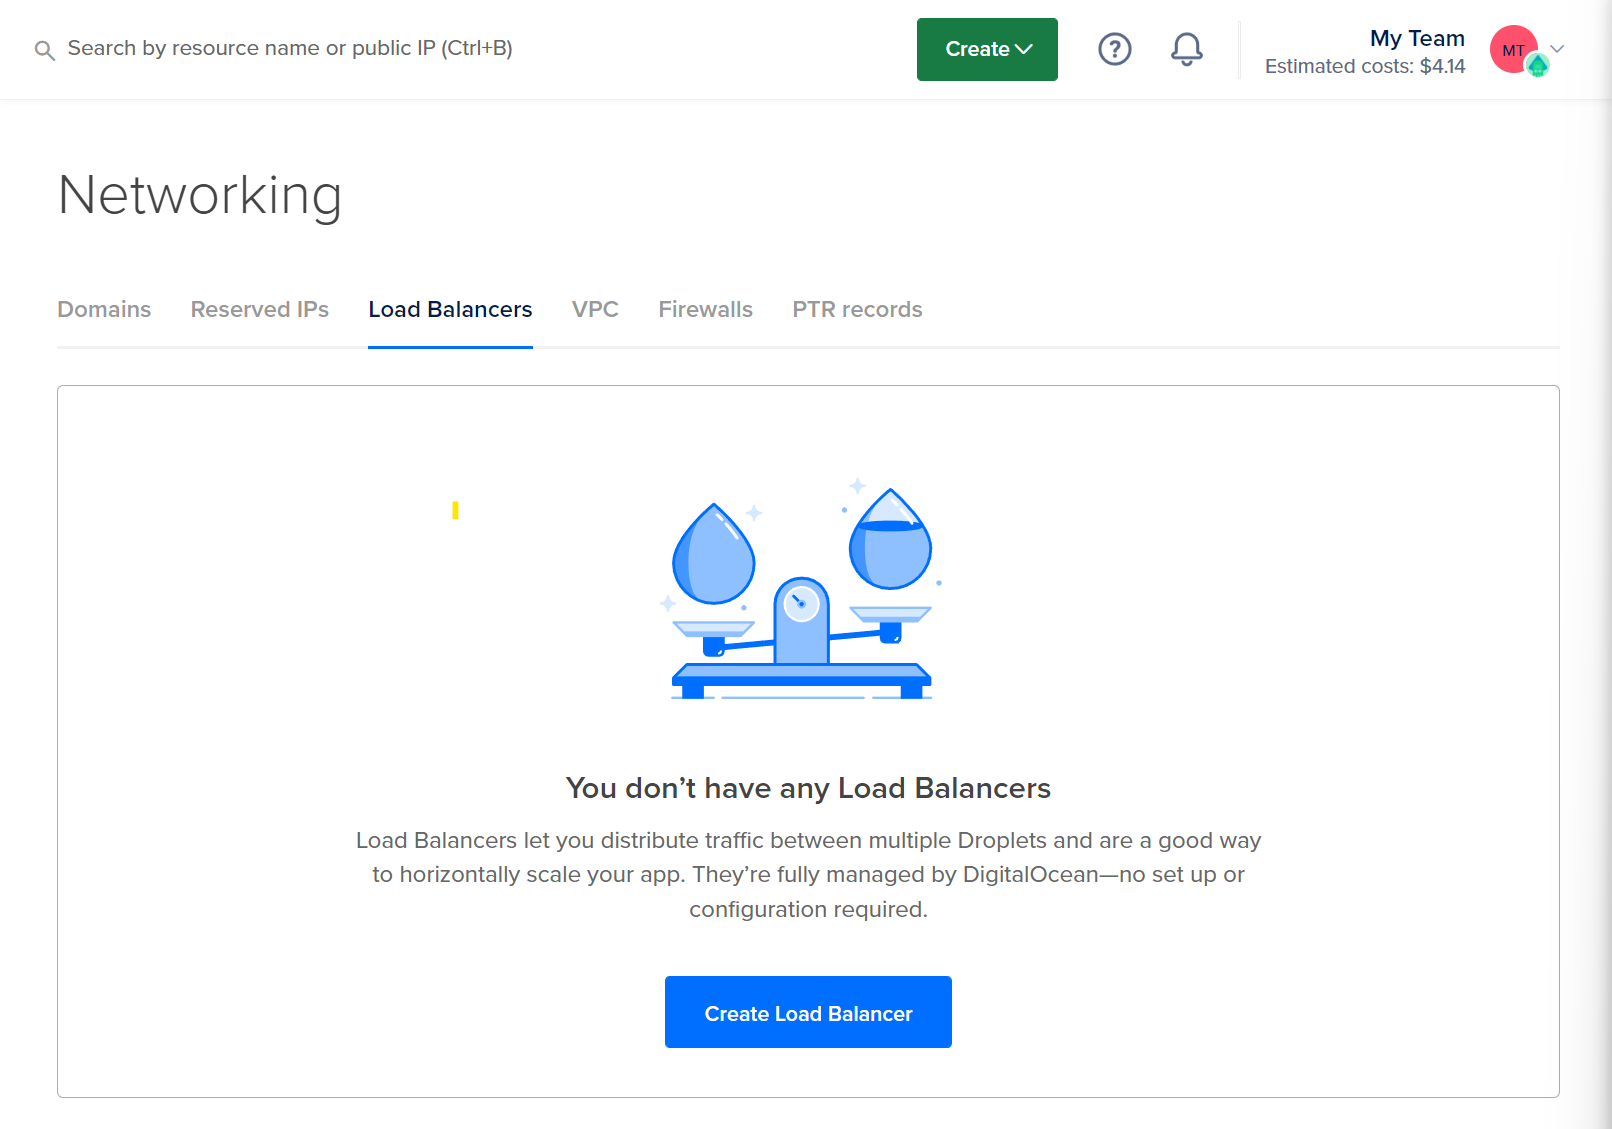 Search by resource name or public IP (Ctrl+B)
Create
My Team
Estimated costs: $4.14
MT
Networking
Domains Reserved IPs Load Balancers VPC Firewalls PTR records
You don’t have any Load Balancers
Load Balancers let you distribute traffic between multiple Droplets and are a good way
to horizontally scale your app. They’re fully managed by DigitalOcean—no set up or
configuration required.
Create Load Balancer